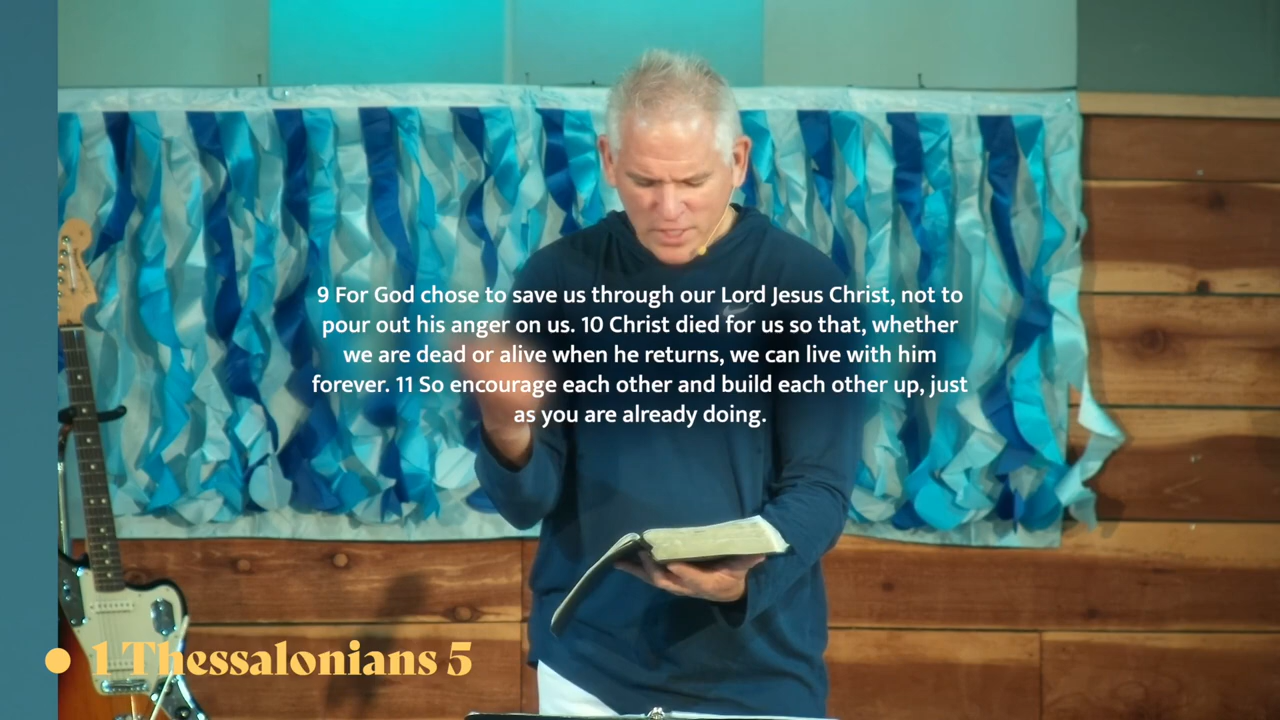 9 For God chose to save us through our Lord Jesus Christ, not to
pour out his anger on us. 10 Christ died for us so that, whether
we are dead or alive when he returns, we can live with him
forever. 11 So encourage each other and build each other up, just
as you are already doing.
1 Thessalonians 5